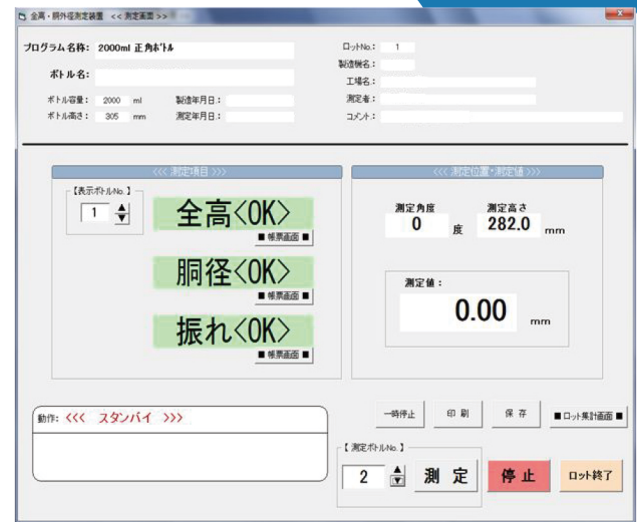 全高・胴外径測定装置 <<測定画面>>
プログラム名称: 2000ml 正角ﾎﾞﾄﾙ
ロットNo.: 1
ボトル名:
製造機名:
工場名:
ボトル容量: 2000 ml 製造年月日:
測定者:
ボトル高さ: 305 mm 測定年月日:
コメント:
<<< 測定項目 >>>
<<< 測定位置・測定値 >>>
【表示ボトルNo.】
1
全高<OK>
■ 帳票画面 ■
胴径<OK>
■ 帳票画面 ■
振れ<OK>
■ 帳票画面 ■
測定角度 測定高さ
0 度 282.0 mm
測定値:
0.00 mm
動作: <<< スタンバイ >>>
一時停止 印刷 保存 ■ロット集計画面■
【測定ボトルNo.】
2 測定 停止 ロット終了